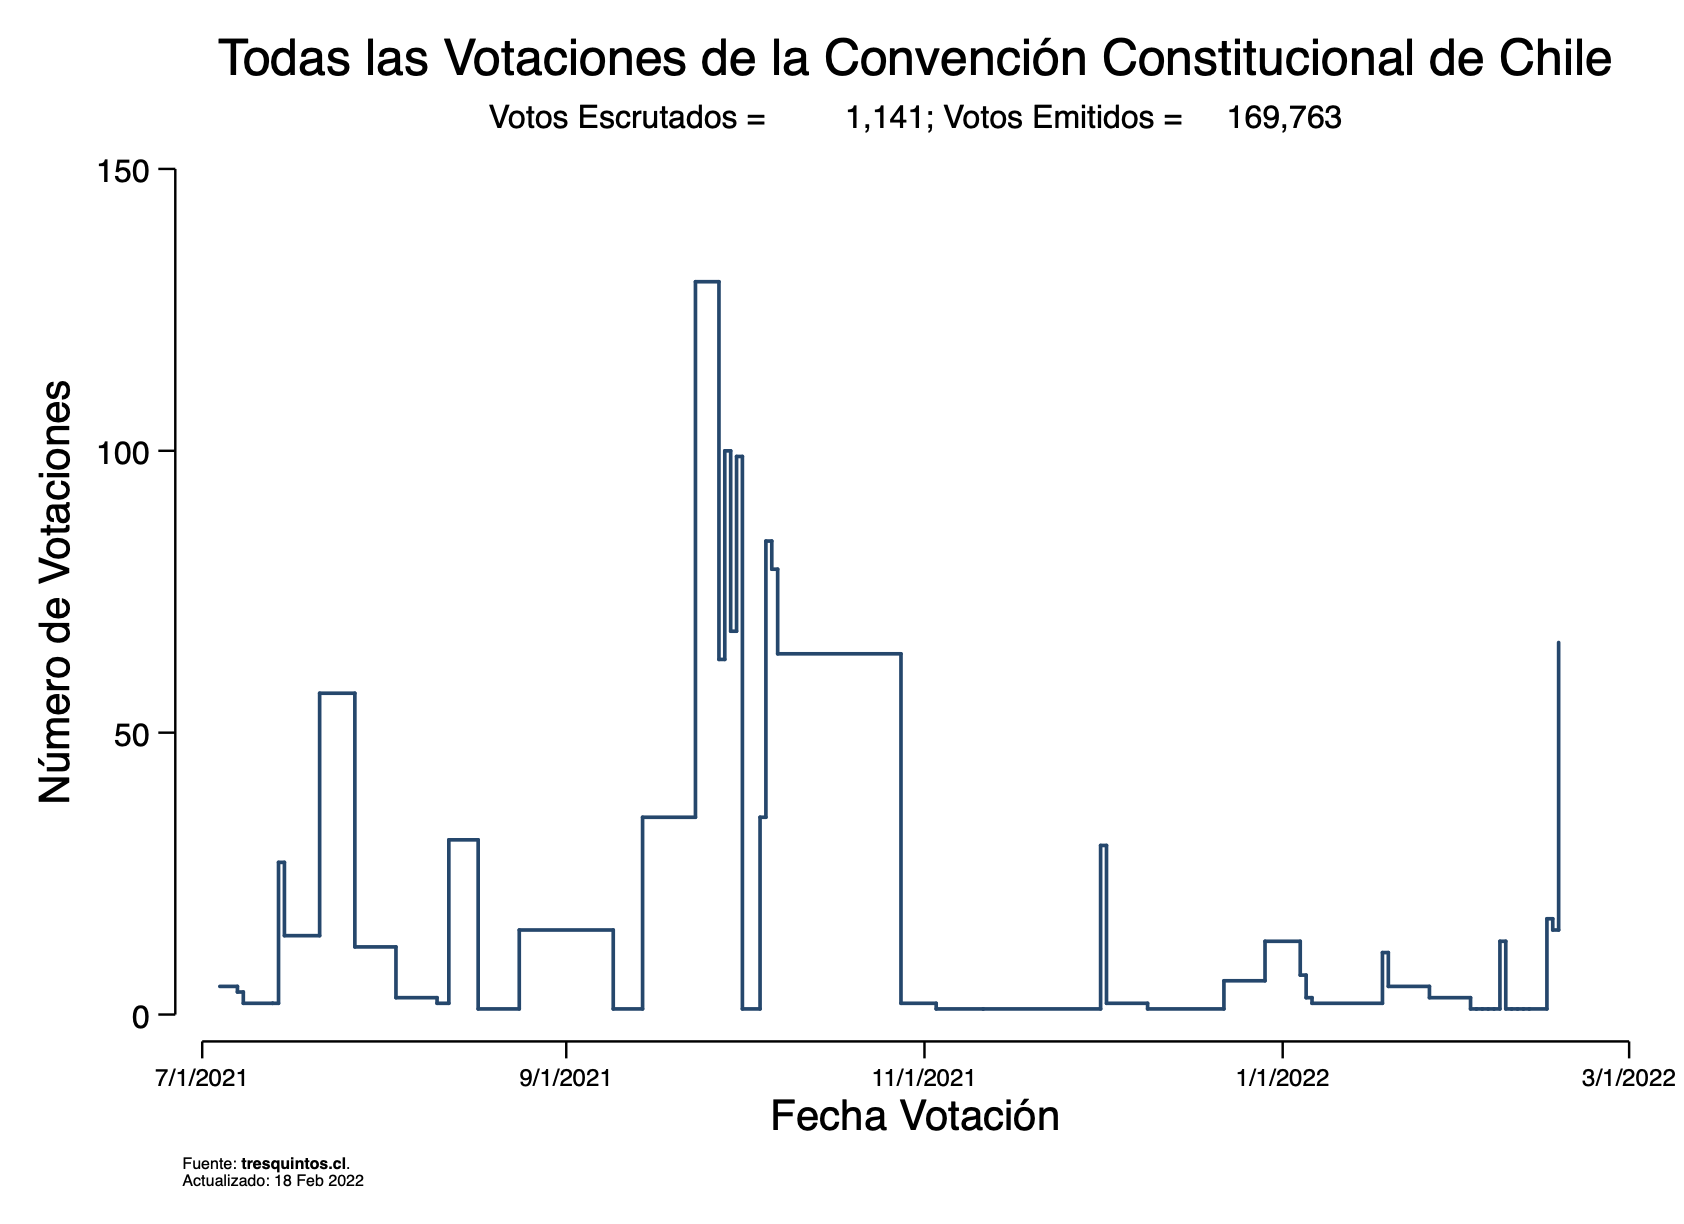 Todas las Votaciones de la Convención Constitucional de Chile
Votos Escrutados = 1,141; Votos Emitidos = 169,763
150
100
50
0
Número de Votaciones
7/1/2021 9/1/2021 11/1/2021 1/1/2022 3/1/2022
Fecha Votación
Fuente: tresquintos.cl.
Actualizado: 18 Feb 2022